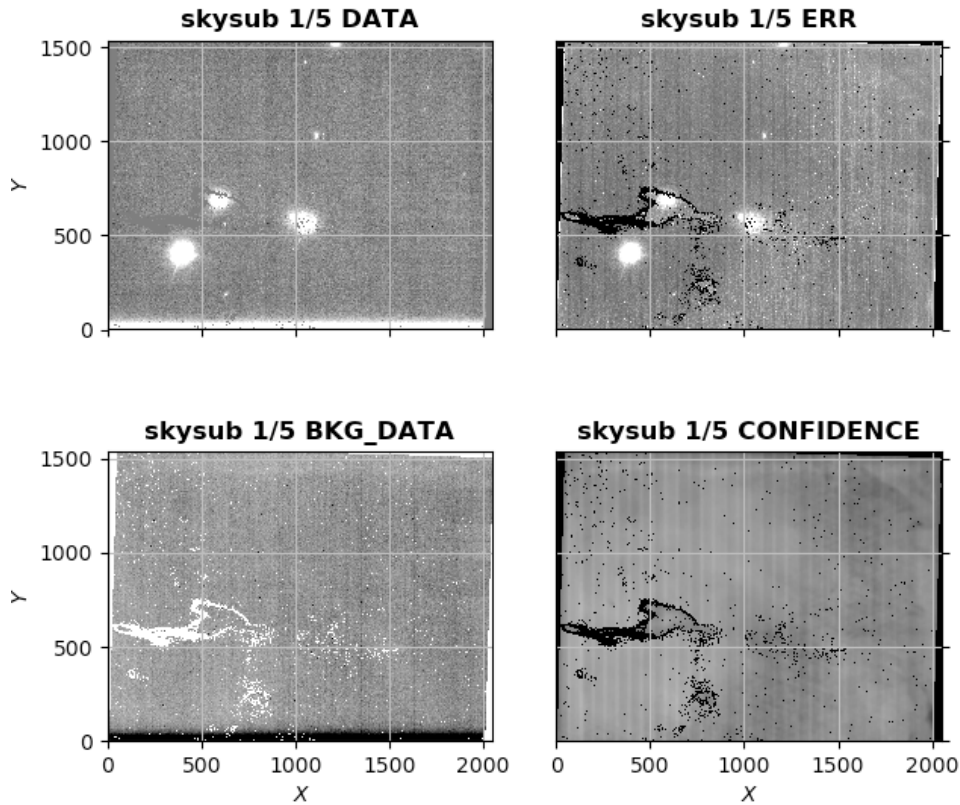 skysub 1/5 DATA
skysub 1/5 ERR
1500
1000
500
0
Y
skysub 1/5 BKG_DATA
skysub 1/5 CONFIDENCE
1500
1000
500
0
Y
0 500 1000 1500 2000
0 500 1000 1500 2000
X
X